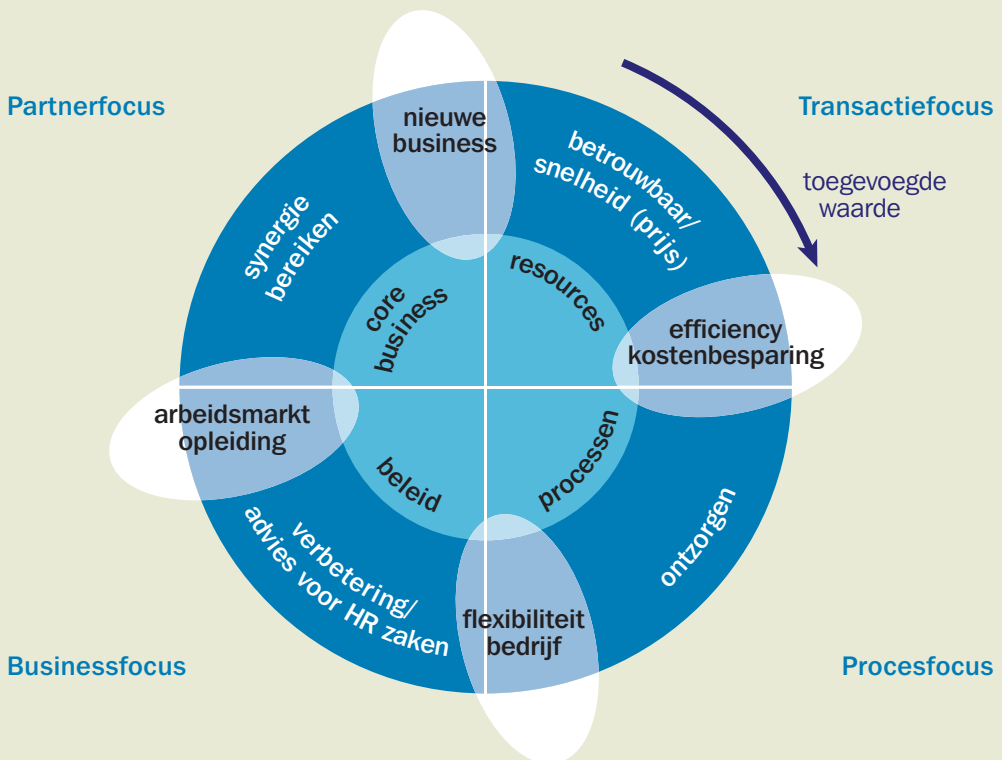 Partnerfocus
Transactiefocus
nieuwe
business
betrouwbaar/
snelheid (prijs)
toegevoegde
waarde
synergie
bereiken
core
business
resources
efficiency
kostenbesparing
arbeidsmarkt
opleiding
beleid
processen
ontzorgen
verbetering/
advies voor HR zaken
flexibiliteit
bedrijf
Businessfocus
Procesfocus